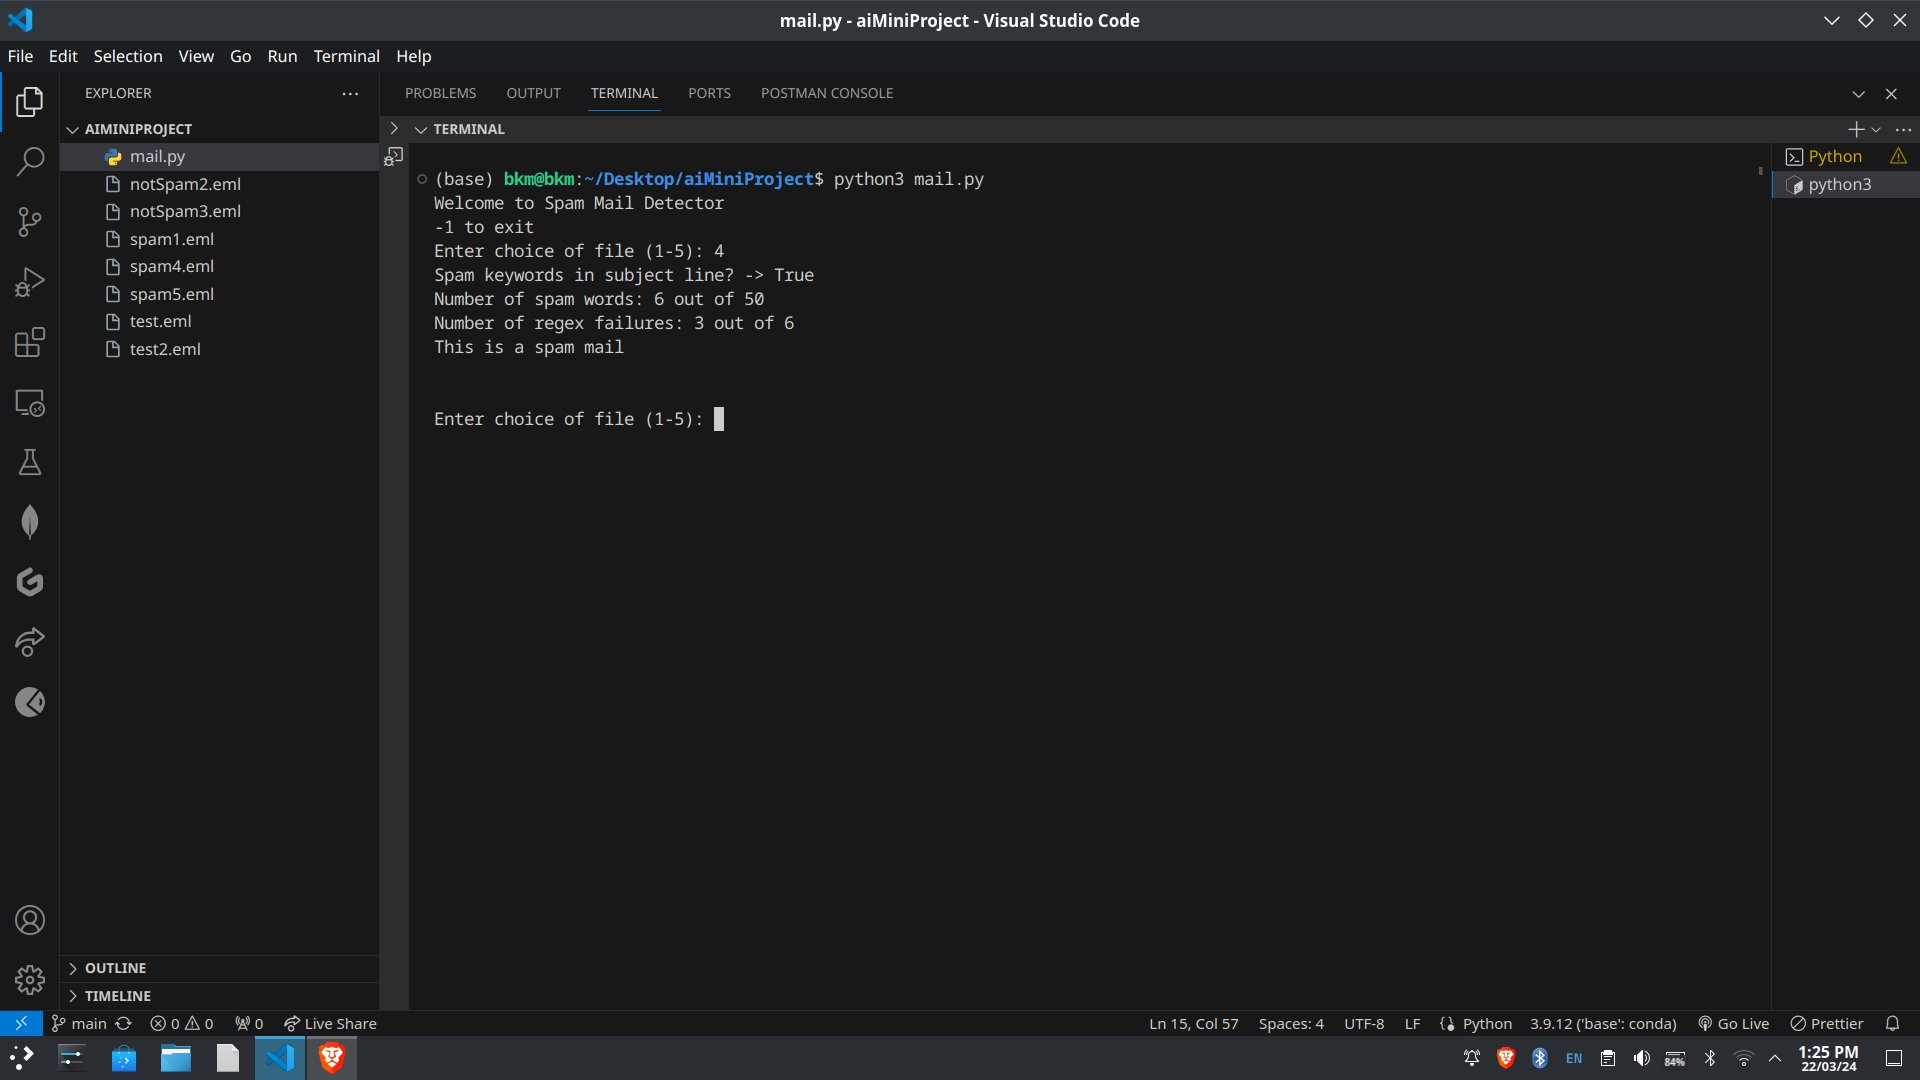 mail.py - aiMiniProject - Visual Studio Code
File Edit Selection View Go Run Terminal Help
EXPLORER
AIMINIPROJECT
mail.py
notSpam2.eml
notSpam3.eml
spam1.eml
spam4.eml
spam5.eml
test.eml
test2.eml
OUTLINE
TIMELINE
PROBLEMS OUTPUT TERMINAL PORTS POSTMAN CONSOLE
TERMINAL
(base) bkm@bkm:~/Desktop/aiMiniProject$ python3 mail.py
Welcome to Spam Mail Detector
-1 to exit
Enter choice of file (1-5): 4
Spam keywords in subject line? -> True
Number of spam words: 6 out of 50
Number of regex failures: 3 out of 6
This is a spam mail
Enter choice of file (1-5):
Python
python3
main 0 0 0 Live Share Ln 15, Col 57 Spaces: 4 UTF-8 LF Python 3.9.12 ('base': conda) Go Live Prettier
EN 84% 1:25 PM
22/03/24